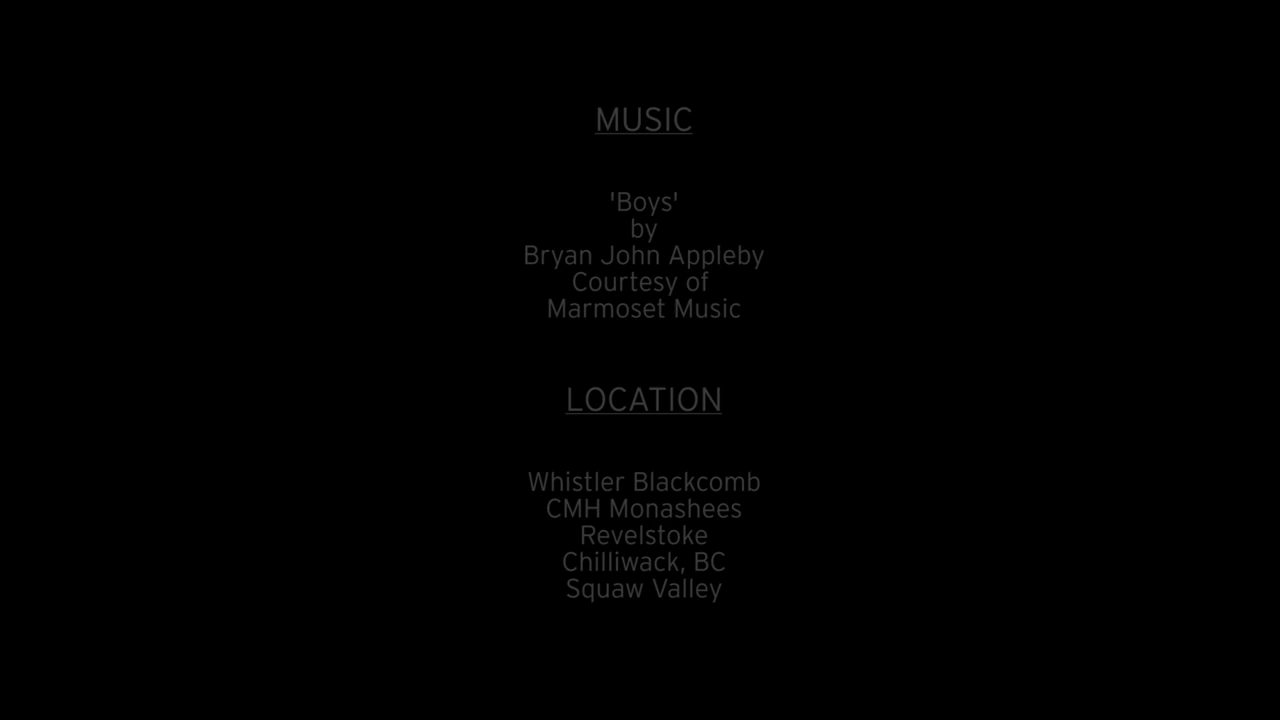 MUSIC
'Boys'
by
Bryan John Appleby
Courtesy of
Marmoset Music
LOCATION
Whistler Blackcomb
CMH Monashees
Revelstoke
Chilliwack, BC
Squaw Valley